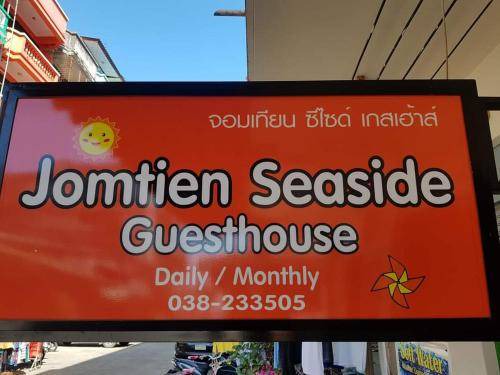 จอมเทียน ซีไซด์ เกสเฮ้าส์
Jomtien Seaside
Guesthouse
Daily / Monthly
038-233505